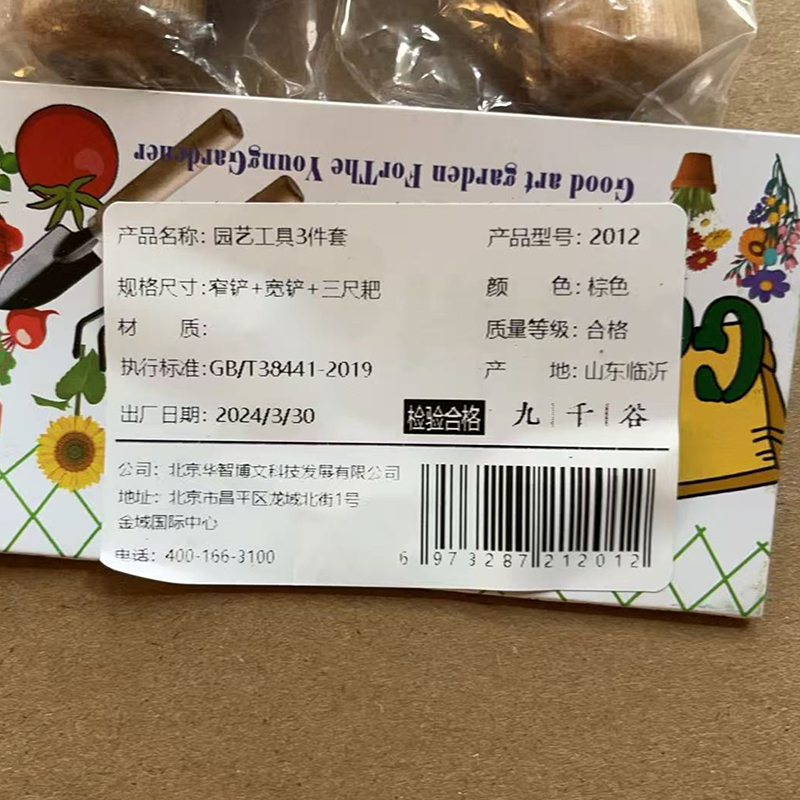 Good art garden ForThe YoungGardener
产品名称: 园艺工具3件套 产品型号: 2012
规格尺寸: 窄铲+宽铲+三尺耙 颜 色: 棕色
材 质: 质量等级: 合格
执行标准: GB/T38441-2019 产 地: 山东临沂
出厂日期: 2024/3/30 检验合格 九千谷
公司: 北京华智博文科技发展有限公司
地址: 北京市昌平区龙域北街1号
金域国际中心
电话: 400-166-3100
6 973287 212012